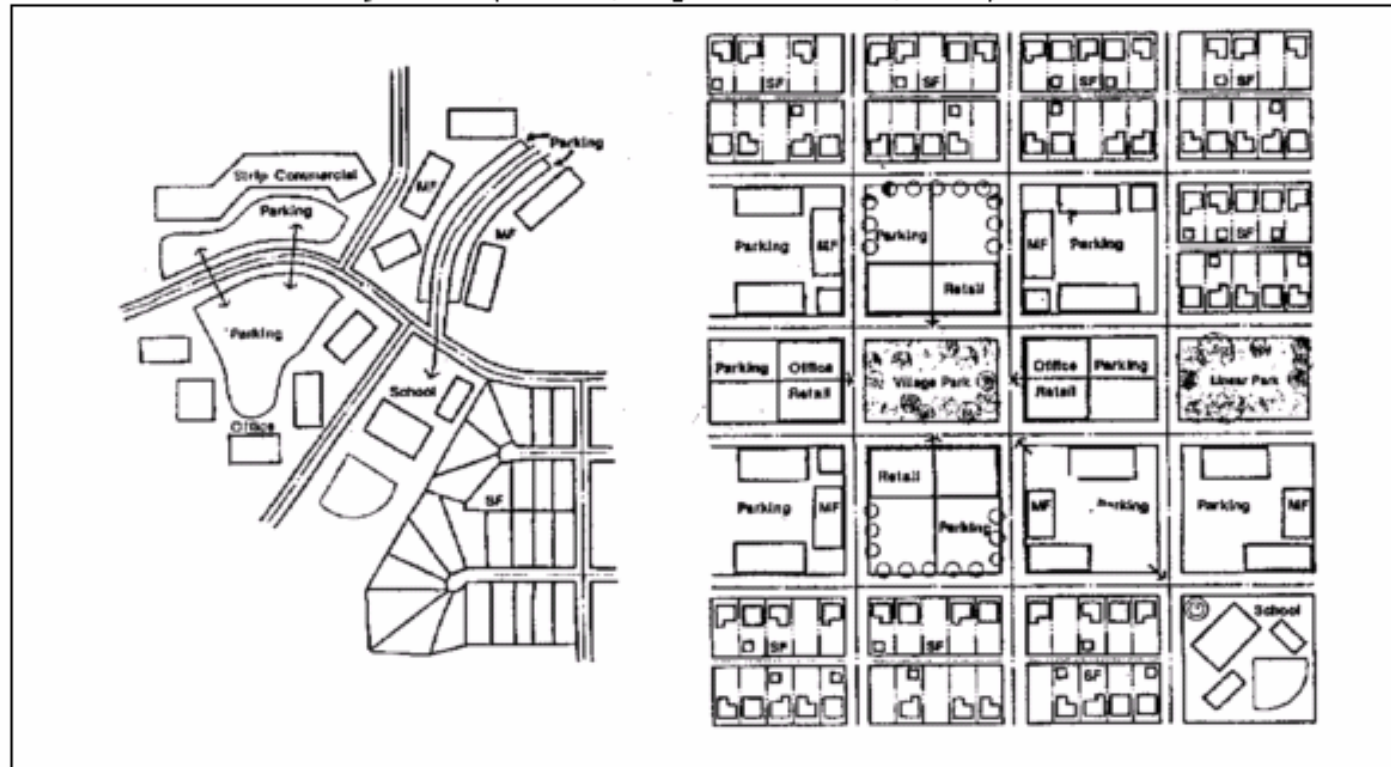 Parking
Strip Commercial
MF
Parking
MF
Parking
School
Office
SF
SF
SF
SF
SF
Parking
MF
Parking
Retail
MF
Parking
SF
Parking
Office
Retail
Village Park
Office
Parking
Retail
Linear Park
Parking
MF
Retail
Parking
MF
Parking
Parking
MF
SF
SF
SF
School